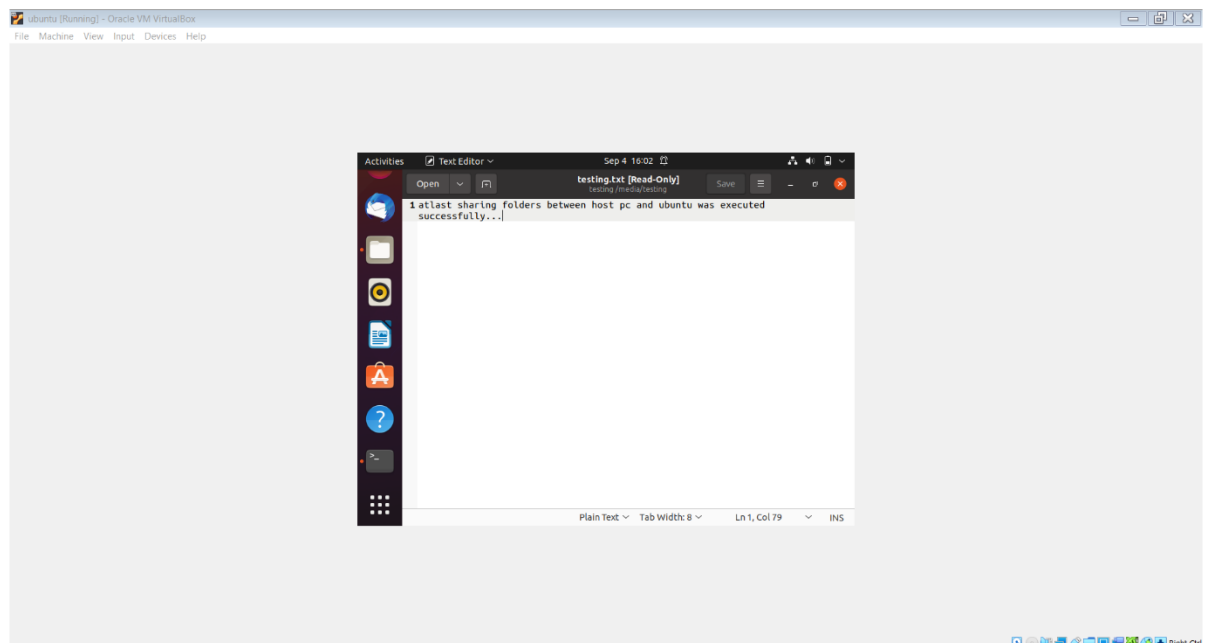 ubuntu [Running] - Oracle VM VirtualBox
File Machine View Input Devices Help
Activities Text Editor Sep 4 16:02
Open testing.txt [Read-Only] Save
testing /media/testing
1 atlast sharing folders between host pc and ubuntu was executed
successfully...
Plain Text Tab Width: 8 Ln 1, Col 79 INS
Right Ctrl